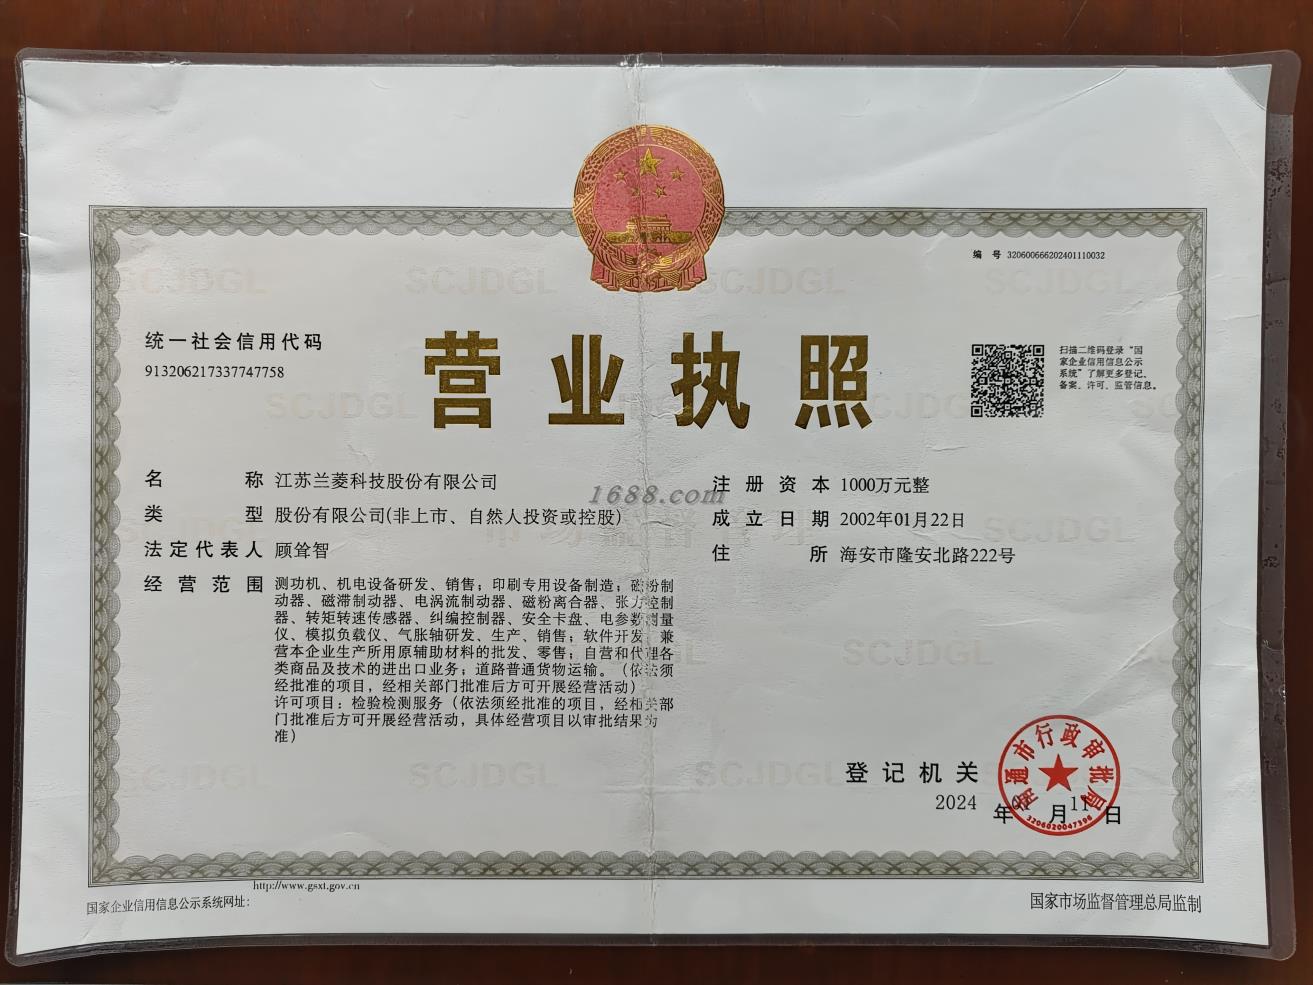 编 号 320600666202401110032
统一社会信用代码
913206217337747758
营业执照
扫描二维码登录“国
家企业信用信息公示
系统”了解更多登记、
备案、许可、监管信息。
名 称 江苏兰菱科技股份有限公司
类 型 股份有限公司(非上市、自然人投资或控股)
法定代表人 顾耸智
经营范围 测功机、机电设备研发、销售；印刷专用设备制造；磁粉制
动器、磁滞制动器、电涡流制动器、磁粉离合器、张力控制
器、转矩转速传感器、纠编控制器、安全卡盘、电参数测量
仪、模拟负载仪、气胀轴研发、生产、销售；软件开发；兼
营本企业生产所用原辅助材料的批发、零售；自营和代理各
类商品及技术的进出口业务；道路普通货物运输。（依法须
经批准的项目，经相关部门批准后方可开展经营活动）
许可项目：检验检测服务（依法须经批准的项目，经相关部
门批准后方可开展经营活动，具体经营项目以审批结果为
准）
1688.com
注册资本 1000万元整
成立日期 2002年01月22日
住 所 海安市隆安北路222号
市场监督管理
SCJDGL
登记机关
2024 年01月11日
南通市行政审批局
3206020047396
http://www.gsxt.gov.cn
国家企业信用信息公示系统网址：
国家市场监督管理总局监制